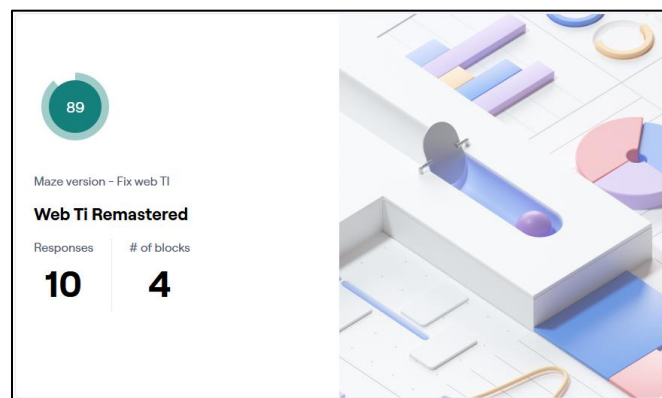 89
Maze version - Fix web TI
Web Ti Remastered
Responses # of blocks
10 4